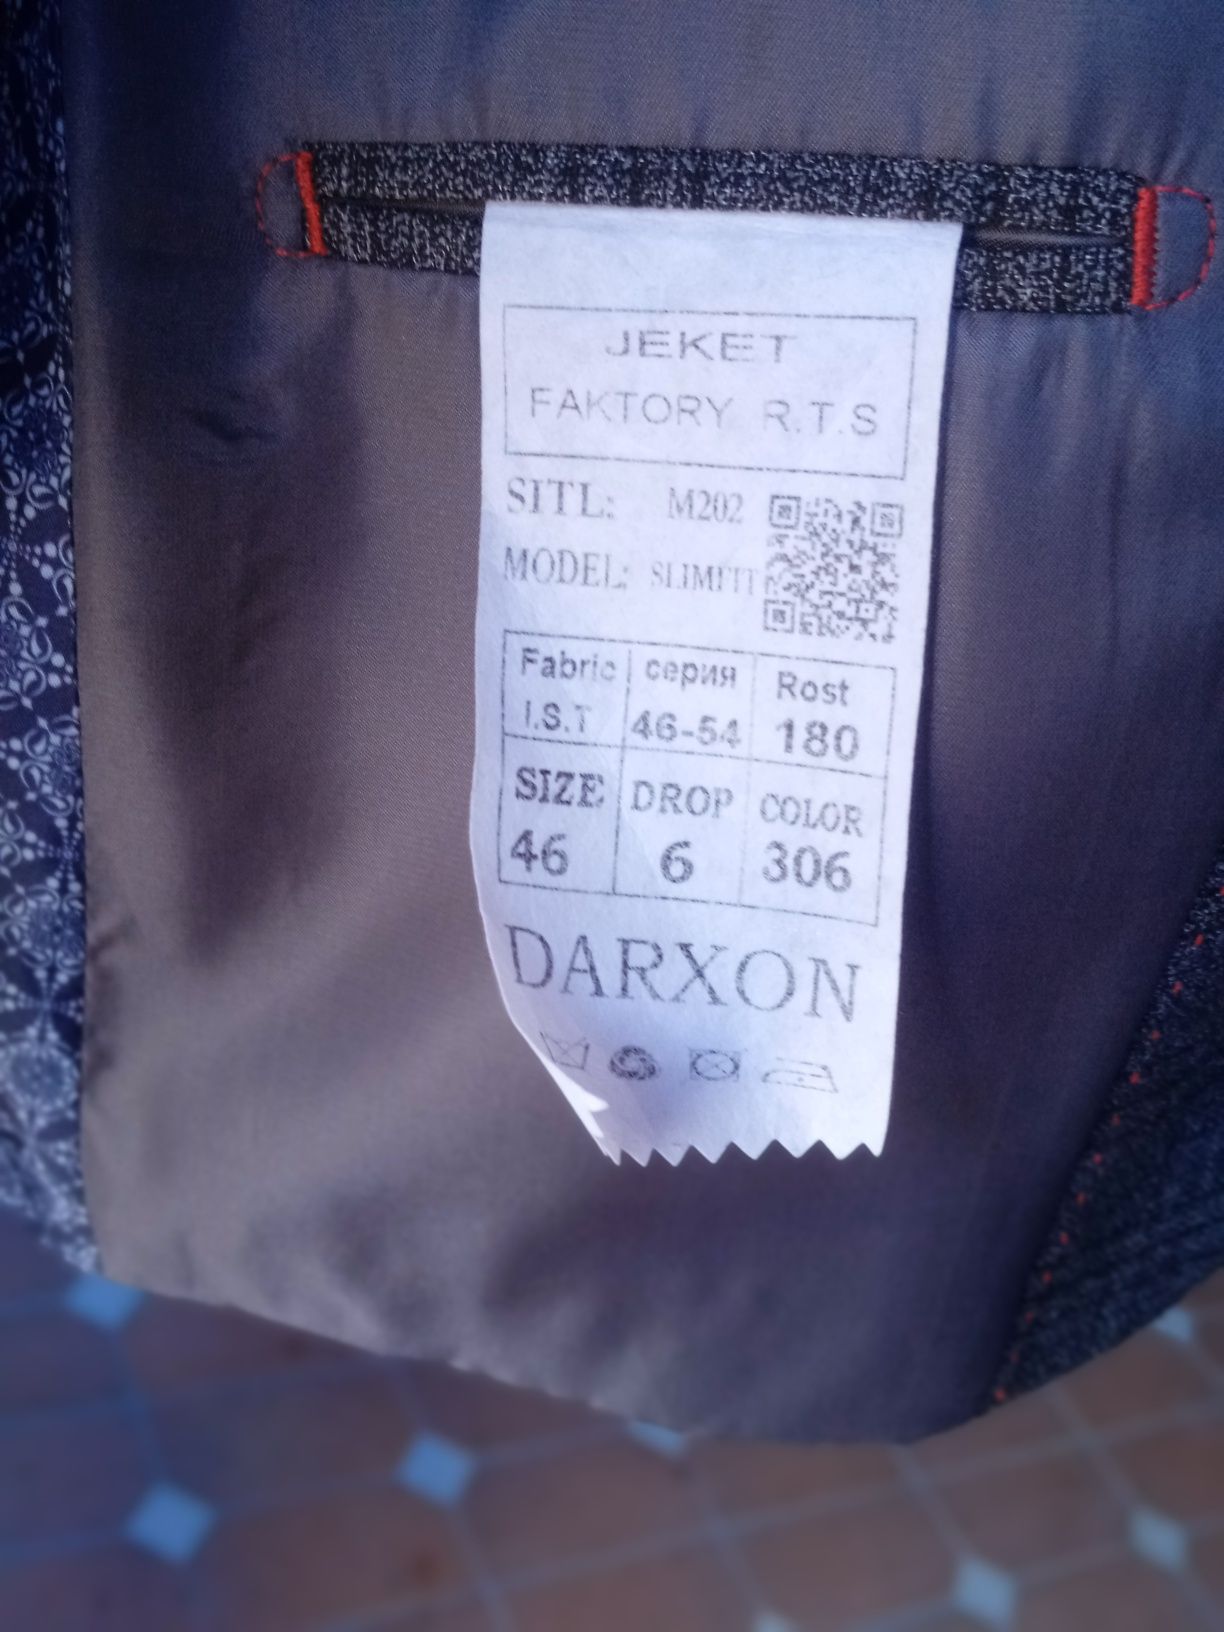 JEKET
FAKTORY R.T.S
SITL: M202
MODEL: SLIMFIT
Fabric серия Rost
I.S.T 46-54 180
SIZE DROP COLOR
46 6 306
DARXON